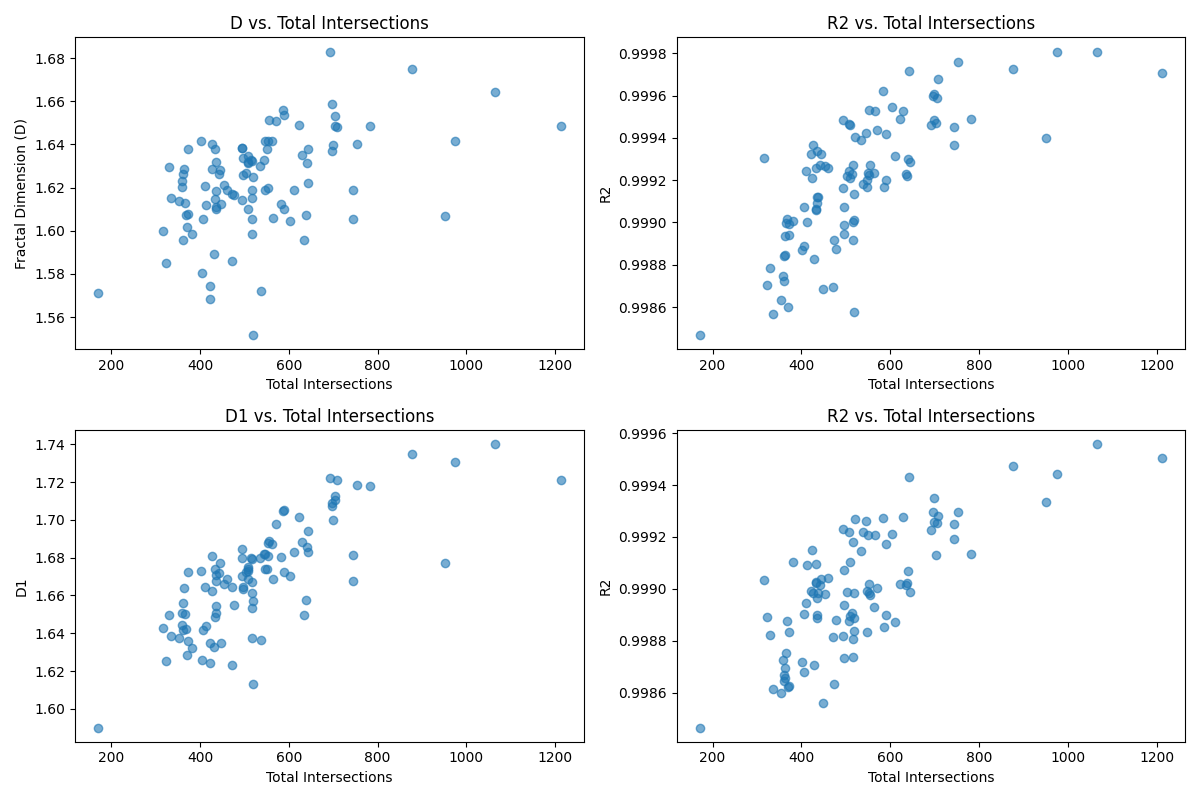 D vs. Total Intersections
Fractal Dimension (D)
1.68
1.66
1.64
1.62
1.60
1.58
1.56
200 400 600 800 1000 1200
Total Intersections
R2 vs. Total Intersections
R2
0.9998
0.9996
0.9994
0.9992
0.9990
0.9988
0.9986
200 400 600 800 1000 1200
Total Intersections
D1 vs. Total Intersections
D1
1.74
1.72
1.70
1.68
1.66
1.64
1.62
1.60
200 400 600 800 1000 1200
Total Intersections
R2 vs. Total Intersections
R2
0.9996
0.9994
0.9992
0.9990
0.9988
0.9986
200 400 600 800 1000 1200
Total Intersections